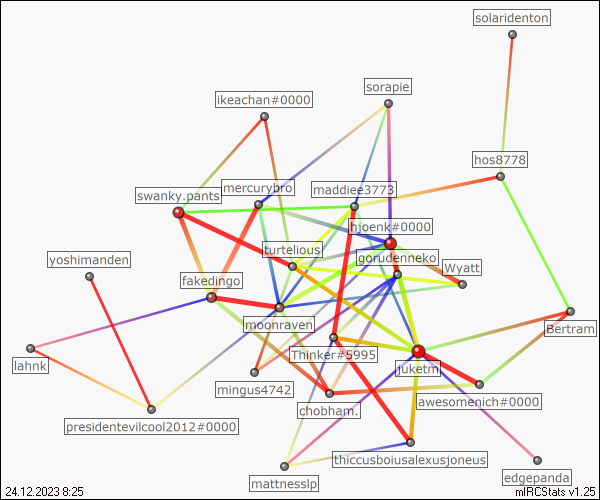 solaridenton
sorapie
ikeachan#0000
hos8778
mercurybro
maddiee3773
swanky.pants
hjoenk#0000
turtelious
gorudenneko
yoshimanden
Wyatt
fakedingo
moonraven
Bertram
Thinker#5995
lahnk
juketm
mingus4742
awesomenich#0000
chobham.
presidentevilcool2012#0000
thiccusboiusalexusjoneus
edgepanda
mattnesslp
24.12.2023 8:25
mIRCStats v1.25